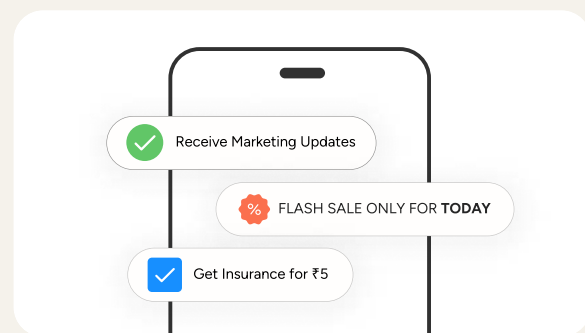 Receive Marketing Updates
% FLASH SALE ONLY FOR TODAY
Get Insurance for ₹5